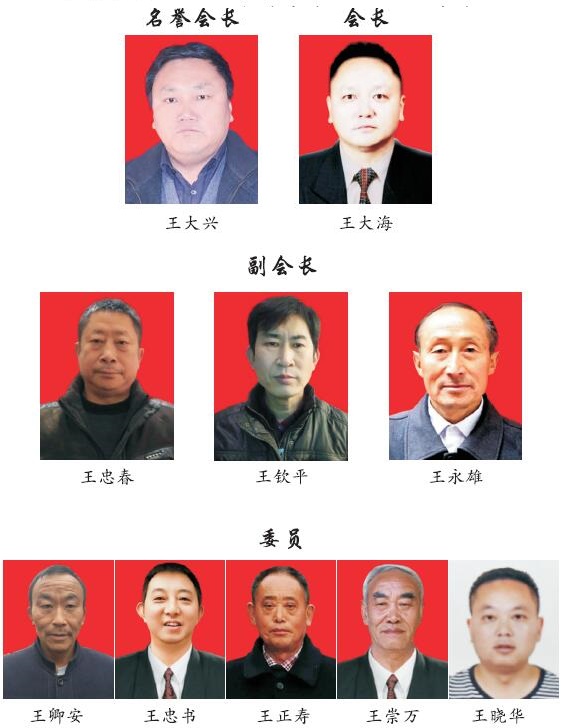 名誉会长 会长
王大兴 王大海
副会长
王忠春 王钦平 王永雄
委员
王卿安 王忠书 王正寿 王崇万 王晓华